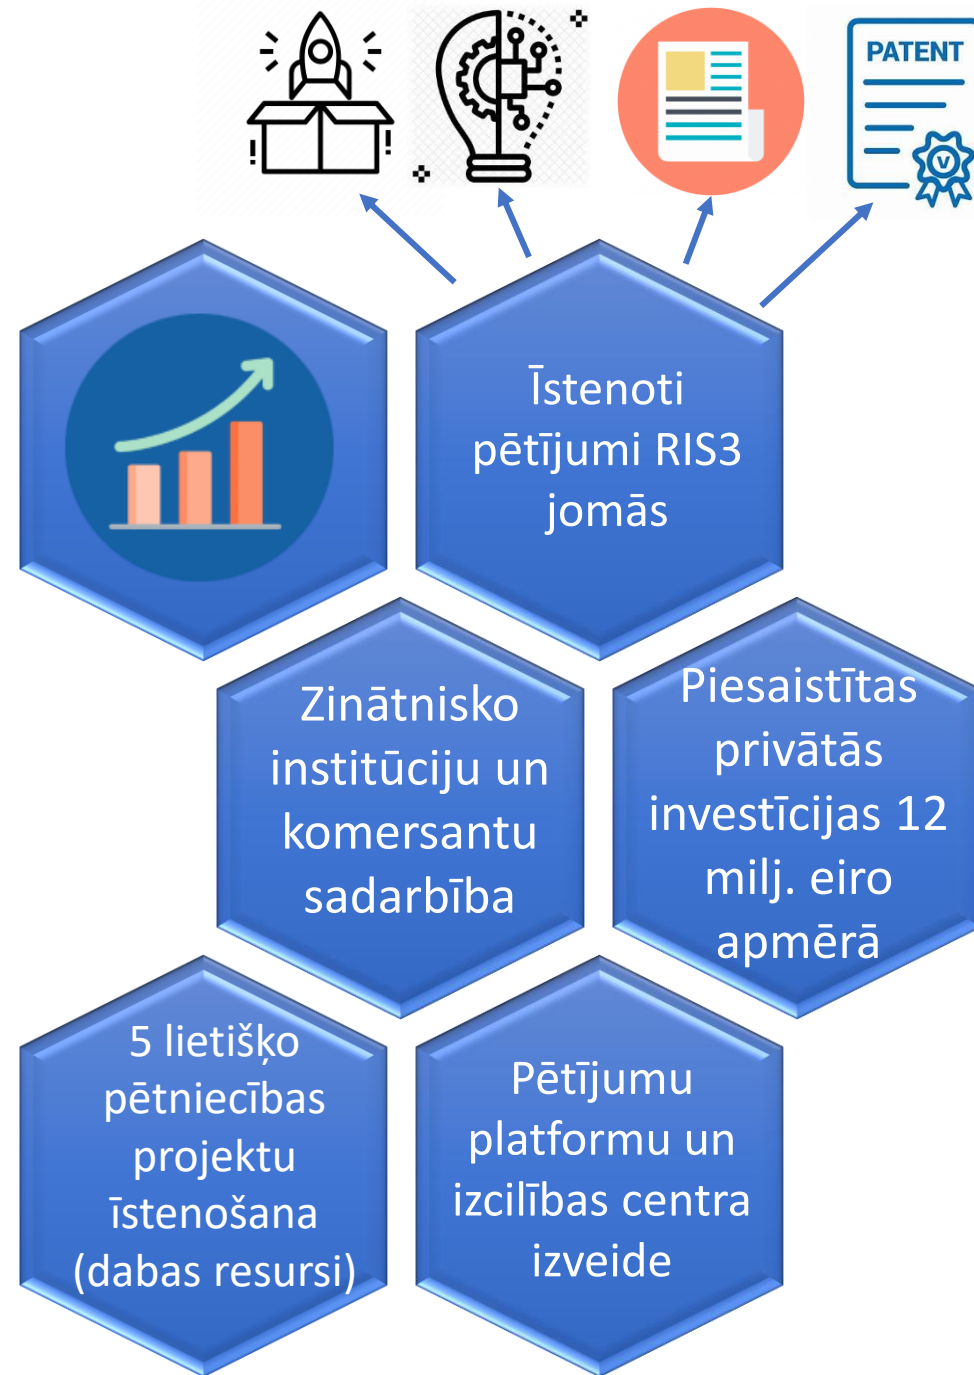 PATENT
V
Īstenoti
pētījumi RIS3
jomās
Zinātnisko
institūciju un
komersantu
sadarbība
Piesaistītas
privātās
investīcijas 12
milj. eiro
apmērā
5 lietišķo
pētniecības
projektu
īstenošana
(dabas resursi)
Pētījumu
platformu un
izcilības centra
izveide